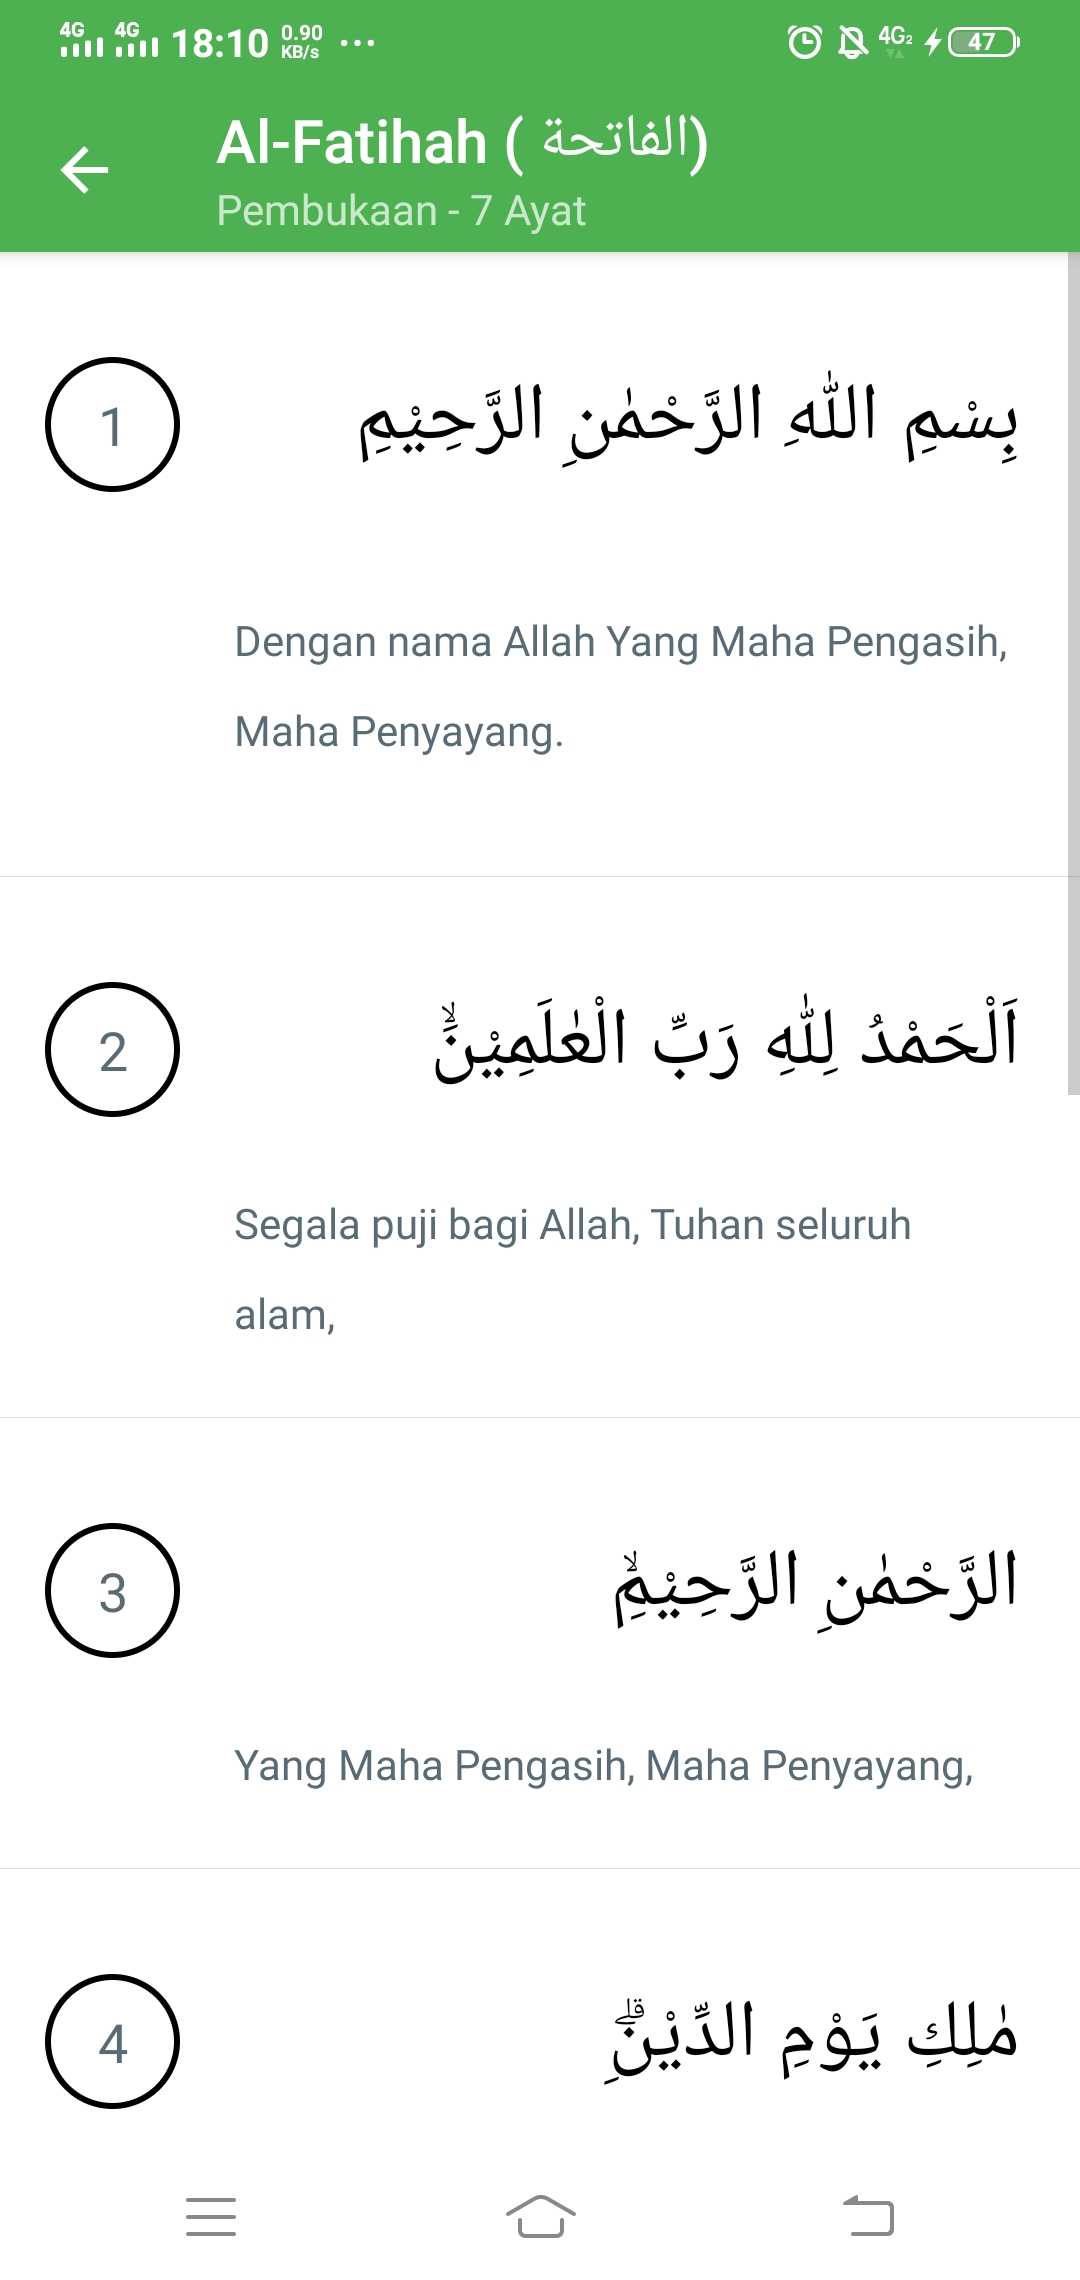 4G 4G 18:10 0.90 KB/s ... 4G2 47
Al-Fatihah ( الفاتحة)
Pembukaan - 7 Ayat
1
بِسْمِ اللّٰهِ الرَّحْمٰنِ الرَّحِيْمِ
Dengan nama Allah Yang Maha Pengasih,
Maha Penyayang.
2
اَلْحَمْدُ لِلّٰهِ رَبِّ الْعٰلَمِيْنَۙ
Segala puji bagi Allah, Tuhan seluruh
alam,
3
الرَّحْمٰنِ الرَّحِيْمِۙ
Yang Maha Pengasih, Maha Penyayang,
4
مٰلِكِ يَوْمِ الدِّيْنِۗ